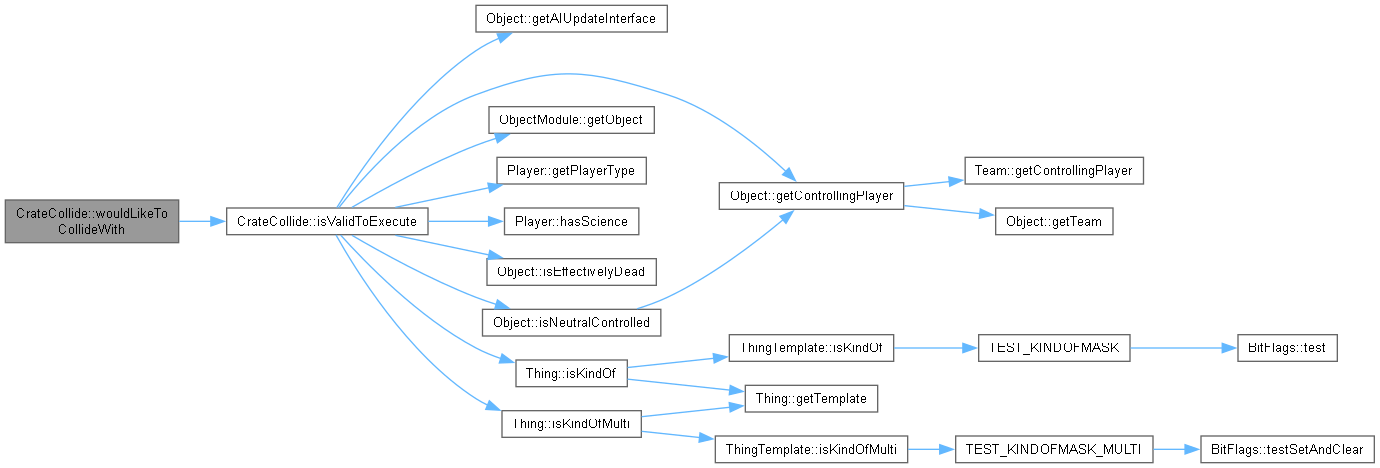 CrateCollide::wouldLikeTo
CollideWith
CrateCollide::isValidToExecute
Object::getAIUpdateInterface
ObjectModule::getObject
Player::getPlayerType
Player::hasScience
Object::isEffectivelyDead
Object::isNeutralControlled
Thing::isKindOf
Thing::isKindOfMulti
Object::getControllingPlayer
Team::getControllingPlayer
Object::getTeam
ThingTemplate::isKindOf
Thing::getTemplate
ThingTemplate::isKindOfMulti
TEST_KINDOFMASK
TEST_KINDOFMASK_MULTI
BitFlags::test
BitFlags::testSetAndClear